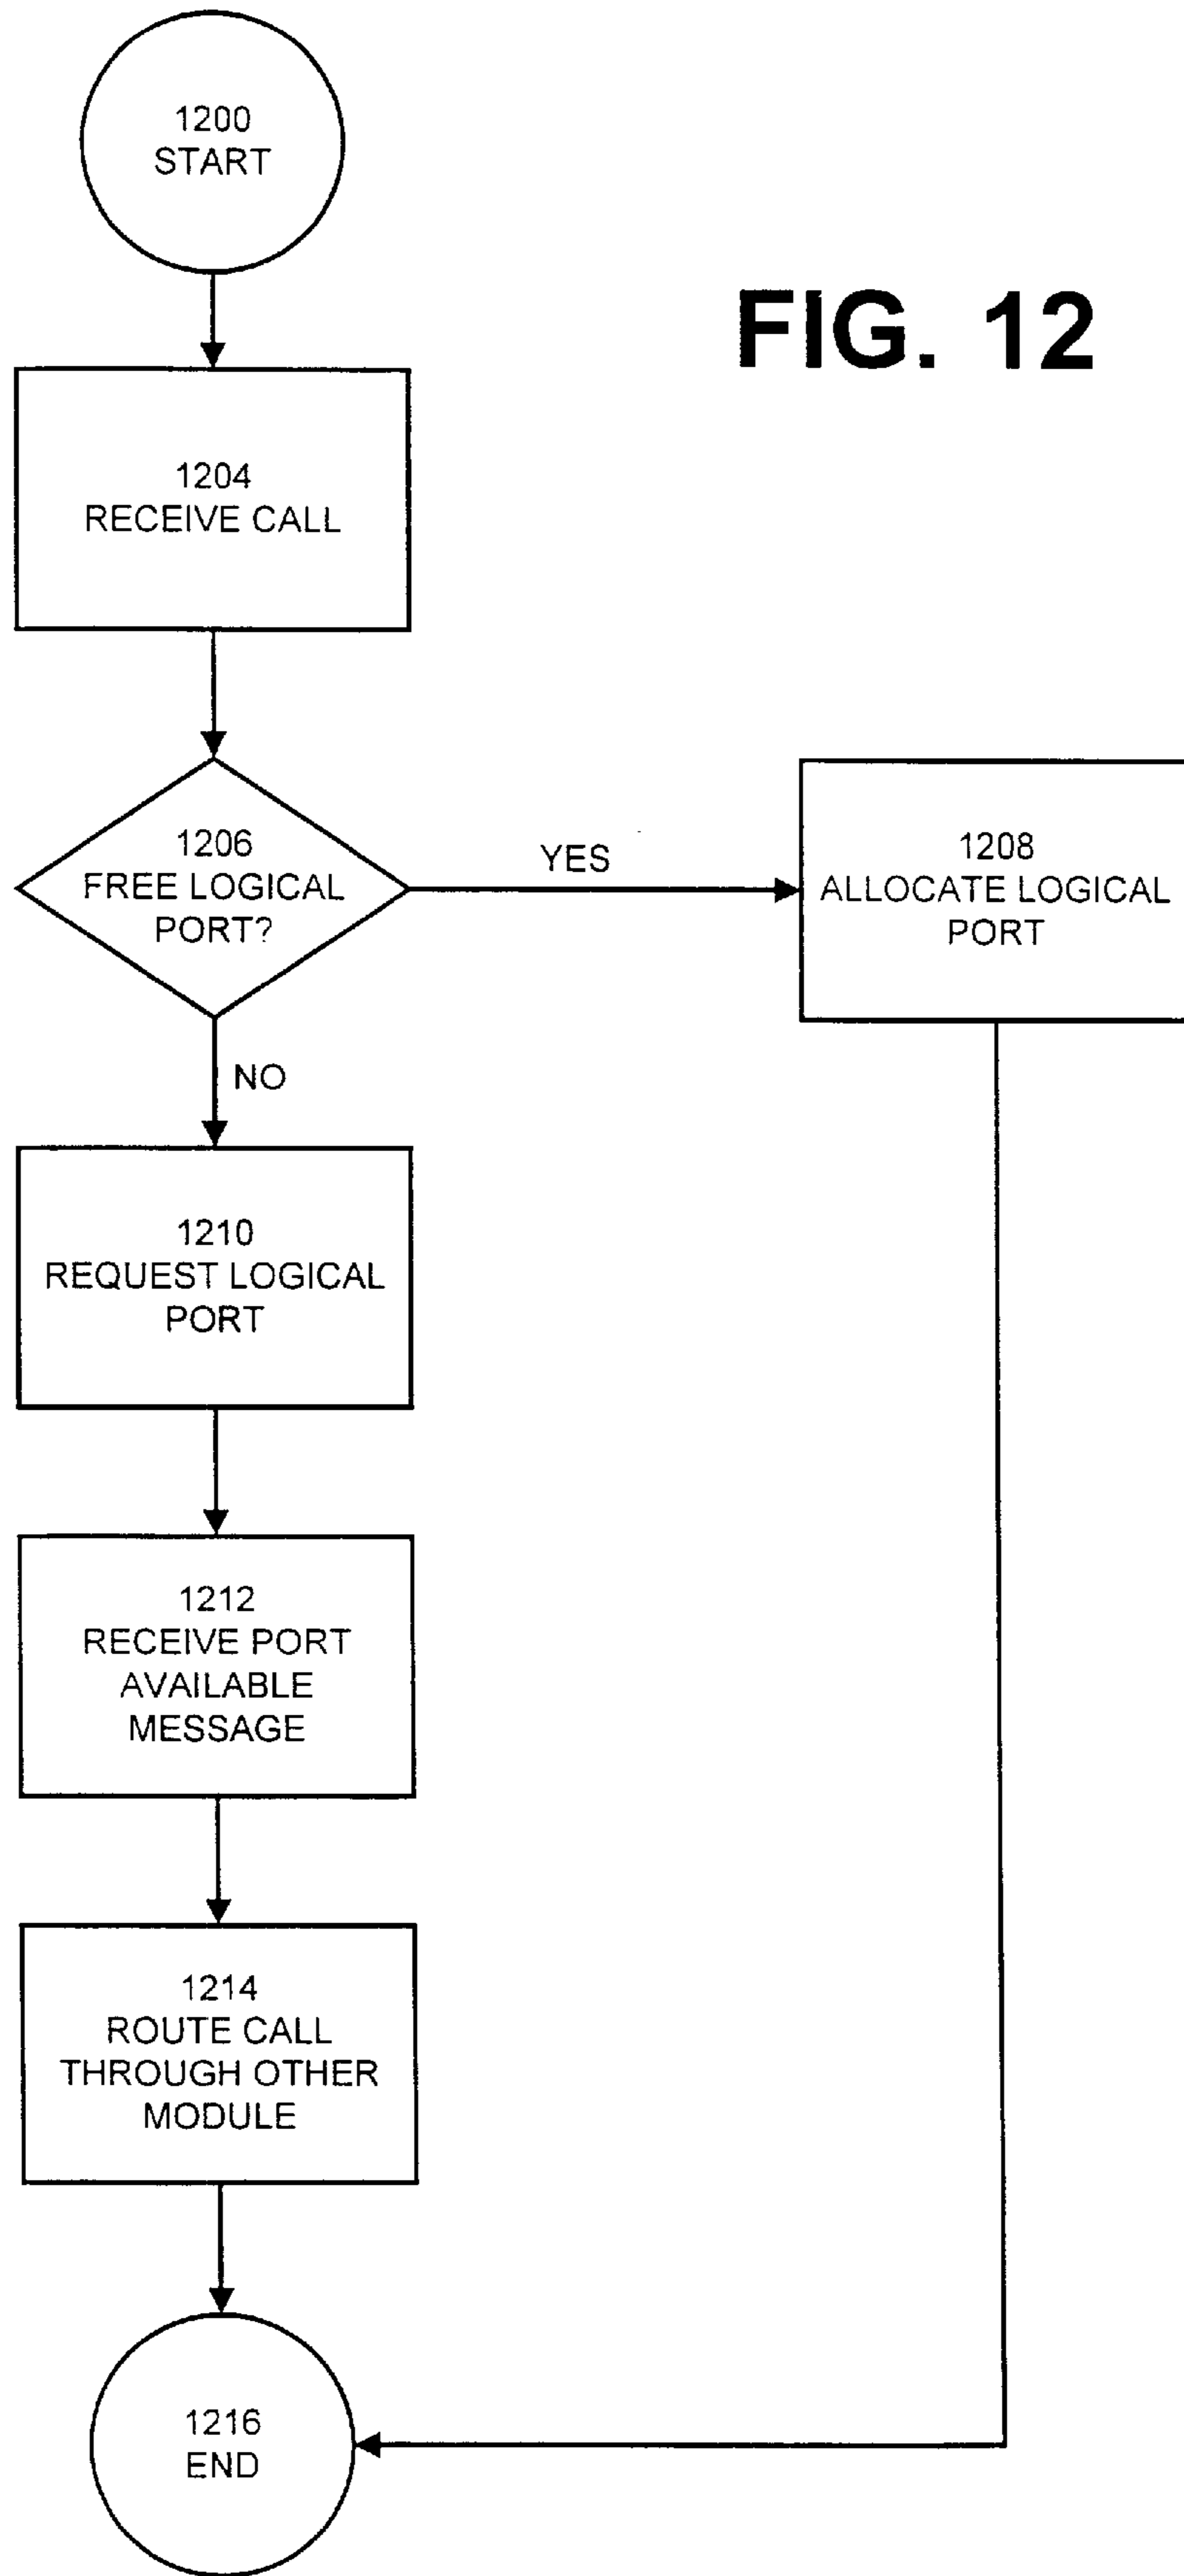 1200
START
FIG. 12
1204
RECEIVE CALL
1206
FREE LOGICAL
PORT?
YES
1208
ALLOCATE LOGICAL
PORT
NO
1210
REQUEST LOGICAL
PORT
1212
RECEIVE PORT
AVAILABLE
MESSAGE
1214
ROUTE CALL
THROUGH OTHER
MODULE
1216
END